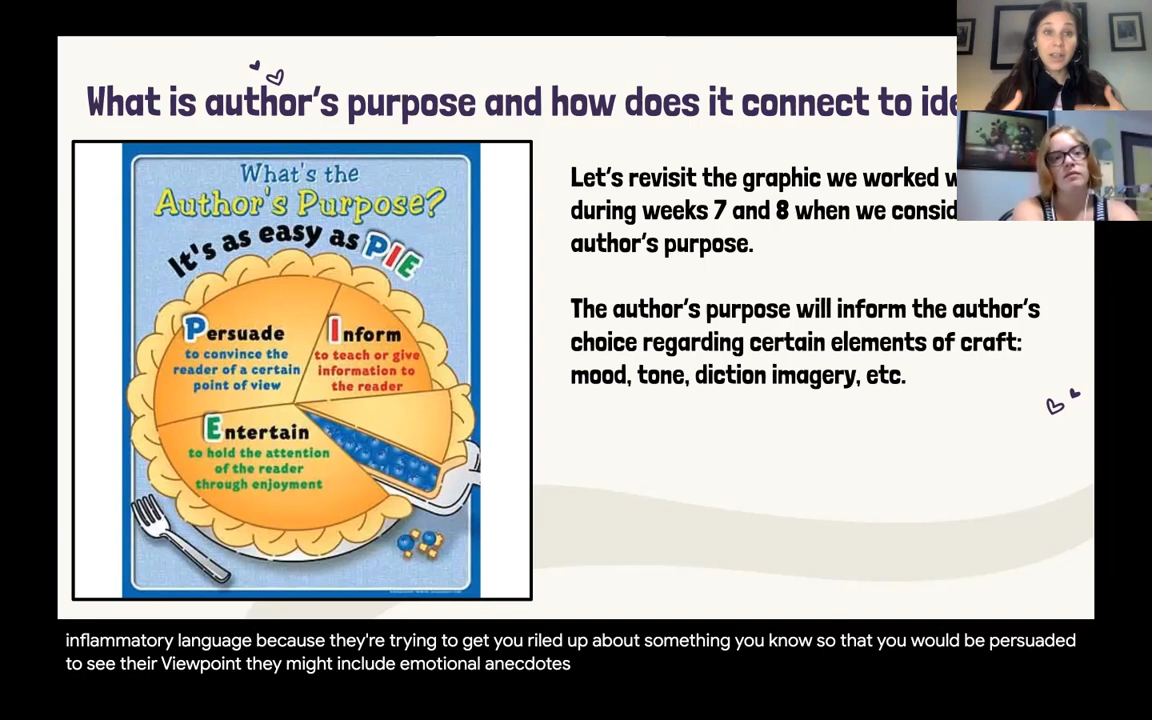 What is author's purpose and how does it connect to ide
What's the
Author's Purpose?
It's as easy as PIE
Persuade
to convince the
reader of a certain
point of view
Inform
to teach or give
information to
the reader
Entertain
to hold the attention
of the reader
through enjoyment
Let's revisit the graphic we worked w
during weeks 7 and 8 when we consid
author's purpose.
The author's purpose will inform the author's
choice regarding certain elements of craft:
mood, tone, diction imagery, etc.
inflammatory language because they're trying to get you riled up about something you know so that you would be persuaded
to see their Viewpoint they might include emotional anecdotes